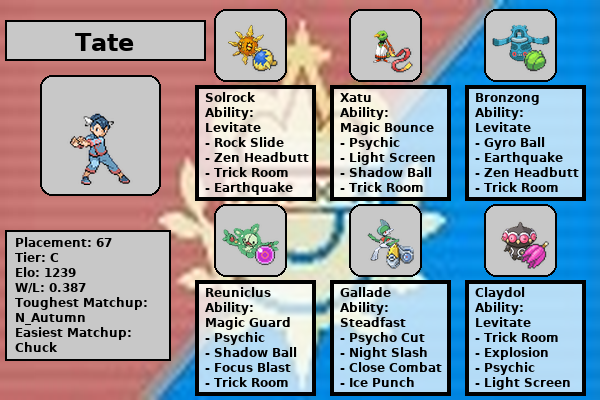 Tate
Solrock
Ability:
Levitate
- Rock Slide
- Zen Headbutt
- Trick Room
- Earthquake
Xatu
Ability:
Magic Bounce
- Psychic
- Light Screen
- Shadow Ball
- Trick Room
Bronzong
Ability:
Levitate
- Gyro Ball
- Earthquake
- Zen Headbutt
- Trick Room
Placement: 67
Tier: C
Elo: 1239
W/L: 0.387
Toughest Matchup:
N_Autumn
Easiest Matchup:
Chuck
Reuniclus
Ability:
Magic Guard
- Psychic
- Shadow Ball
- Focus Blast
- Trick Room
Gallade
Ability:
Steadfast
- Psycho Cut
- Night Slash
- Close Combat
- Ice Punch
Claydol
Ability:
Levitate
- Trick Room
- Explosion
- Psychic
- Light Screen